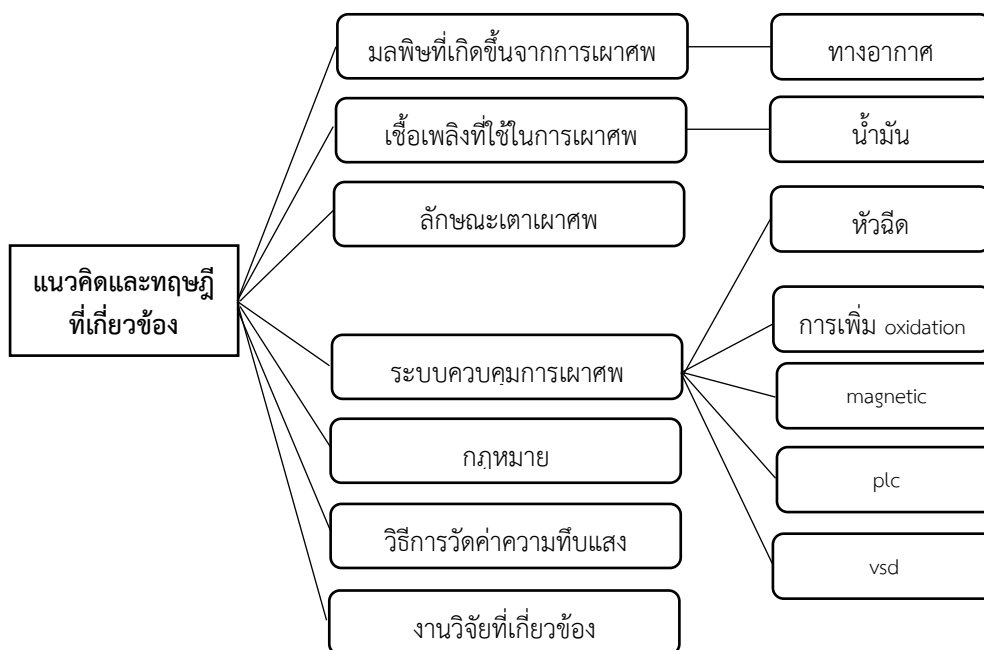 มลพิษที่เกิดขึ้นจากการเผาศพ
ทางอากาศ
เชื้อเพลิงที่ใช้ในการเผาศพ
น้ำมัน
ลักษณะเตาเผาศพ
หัวฉีด
แนวคิดและทฤษฎี
ที่เกี่ยวข้อง
การเพิ่ม oxidation
ระบบควบคุมการเผาศพ
magnetic
กฎหมาย
plc
วิธีการวัดค่าความทึบแสง
vsd
งานวิจัยที่เกี่ยวข้อง